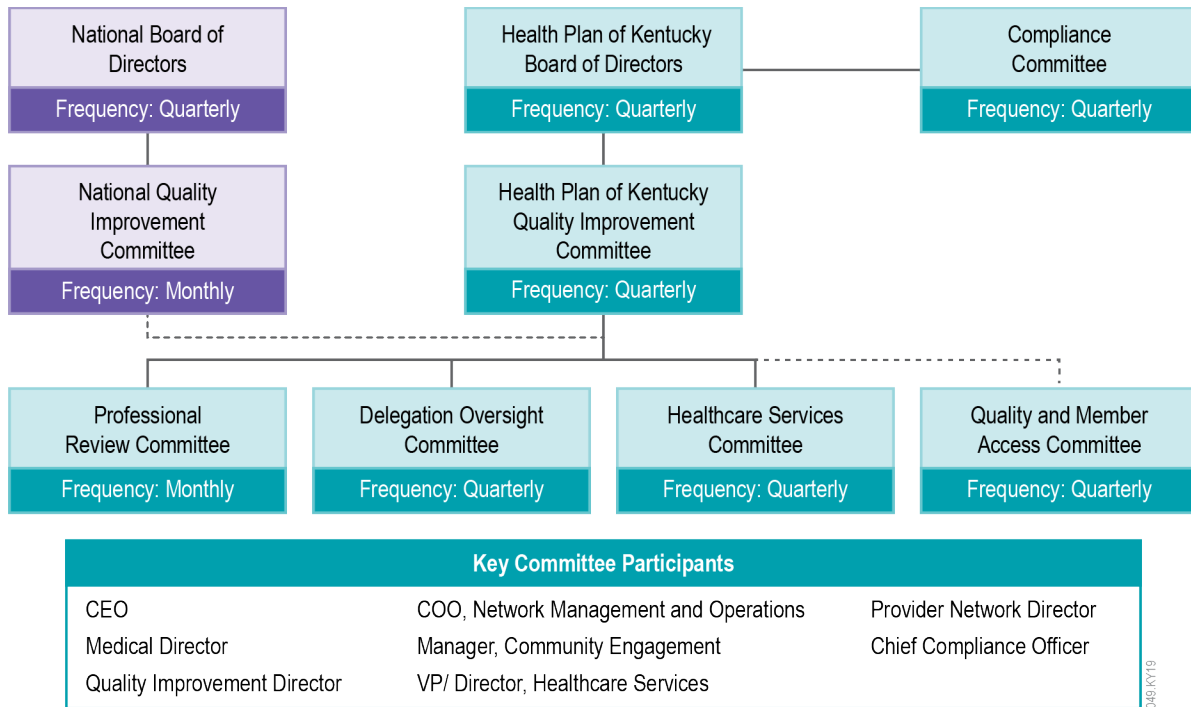 National Board of
Directors
Frequency: Quarterly
Health Plan of Kentucky
Board of Directors
Frequency: Quarterly
Compliance
Committee
Frequency: Quarterly
National Quality
Improvement
Committee
Frequency: Monthly
Health Plan of Kentucky
Quality Improvement
Committee
Frequency: Quarterly
Professional
Review Committee
Frequency: Monthly
Delegation Oversight
Committee
Frequency: Quarterly
Healthcare Services
Committee
Frequency: Quarterly
Quality and Member
Access Committee
Frequency: Quarterly
Key Committee Participants
CEO
Medical Director
Quality Improvement Director
COO, Network Management and Operations
Manager, Community Engagement
VP/ Director, Healthcare Services
Provider Network Director
Chief Compliance Officer
049.KY19